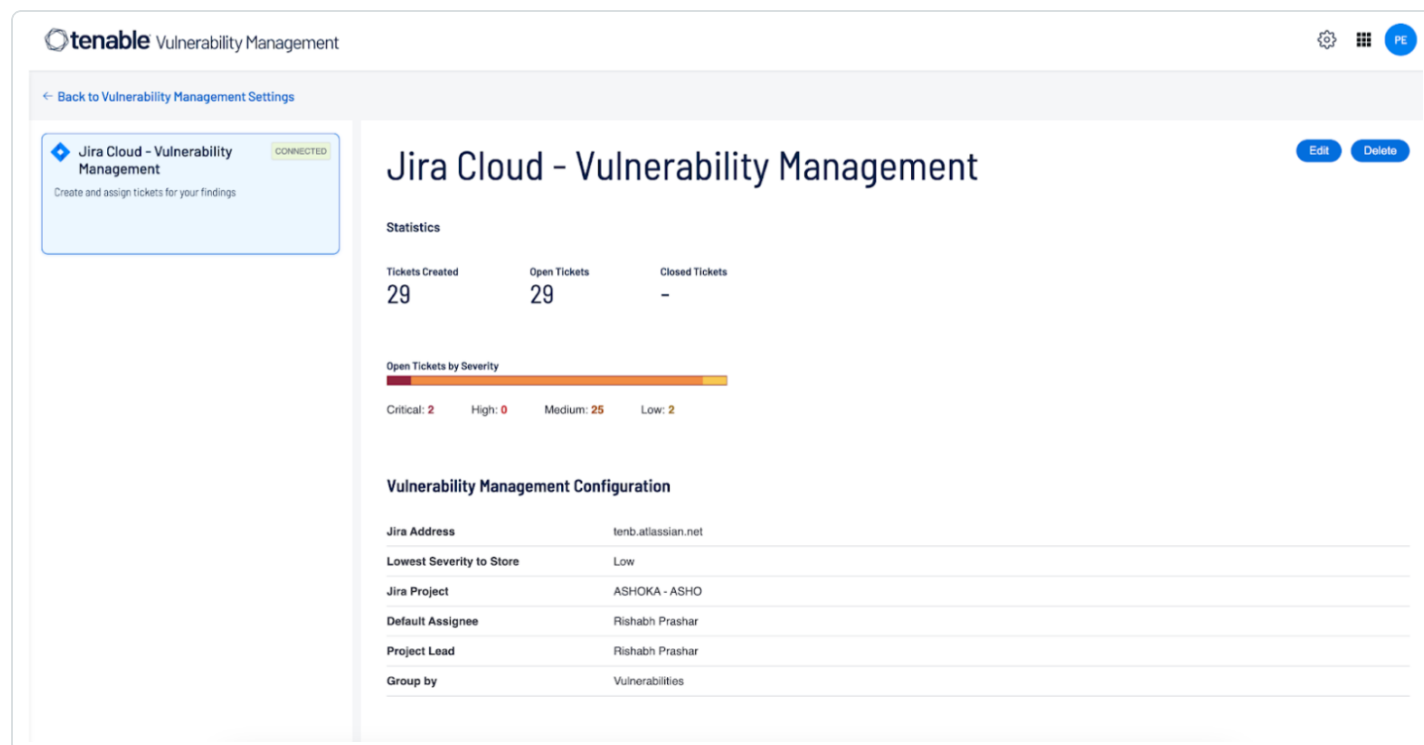 tenable Vulnerability Management
PE
← Back to Vulnerability Management Settings
Jira Cloud - Vulnerability
Management
CONNECTED
Create and assign tickets for your findings
Jira Cloud - Vulnerability Management
Edit
Delete
Statistics
Tickets Created
Open Tickets
Closed Tickets
29
29
-
Open Tickets by Severity
Critical: 2
High: 0
Medium: 25
Low: 2
Vulnerability Management Configuration
Jira Address
tenb.atlassian.net
Lowest Severity to Store
Low
Jira Project
ASHOKA - ASHO
Default Assignee
Rishabh Prashar
Project Lead
Rishabh Prashar
Group by
Vulnerabilities